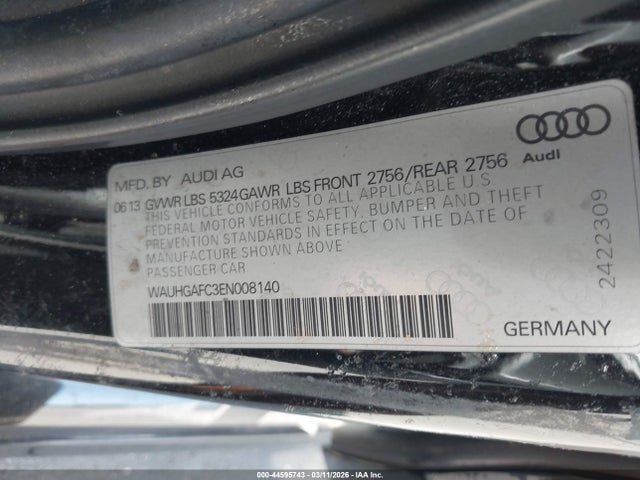 MFD. BY AUDI AG
Audi
0613 GVWR LBS 5324 GAWR LBS FRONT 2756/REAR 2756
THIS VEHICLE CONFORMS TO ALL APPLICABLE U S
FEDERAL MOTOR VEHICLE SAFETY, BUMPER AND THEFT
PREVENTION STANDARDS IN EFFECT ON THE DATE OF
MANUFACTURE SHOWN ABOVE
PASSENGER CAR
WAUHGAFC3EN008140
2422309
GERMANY
000-44595743 - 03/11/2026 - IAA Inc.